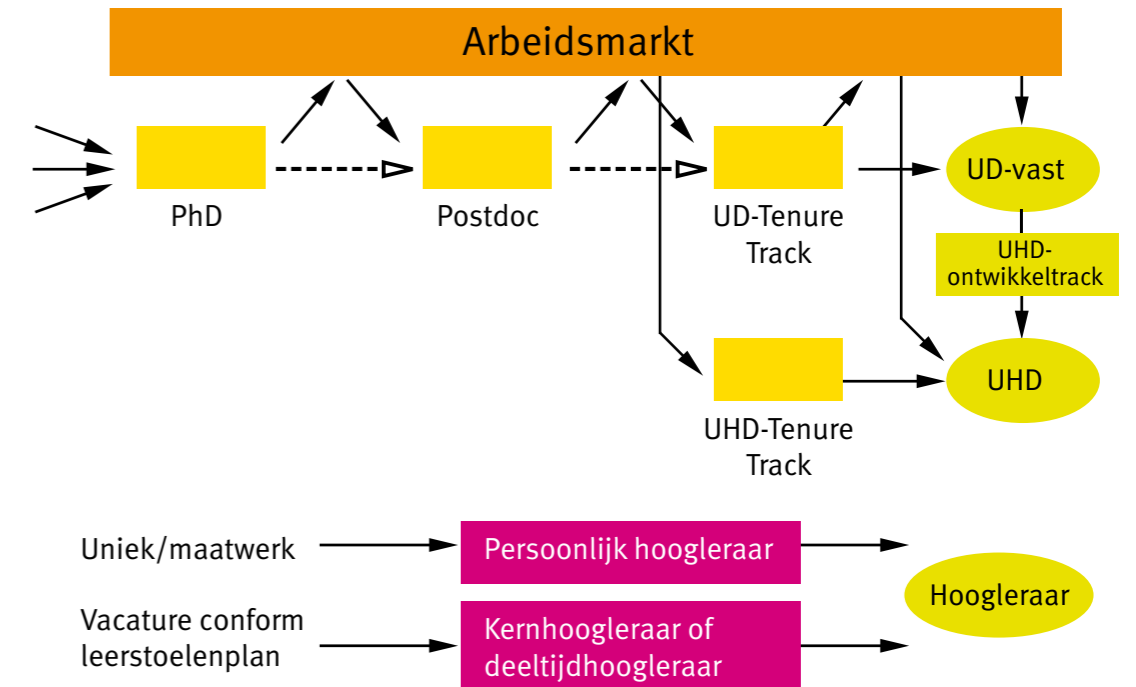 Arbeidsmarkt
PhD
Postdoc
UD-Tenure
Track
UD-vast
UHD-
ontwikkeltrack
UHD-Tenure
Track
UHD
Uniek/maatwerk
Persoonlijk hoogleraar
Hoogleraar
Vacature conform
leerstoelenplan
Kernhoogleraar of
deeltijdhoogleraar